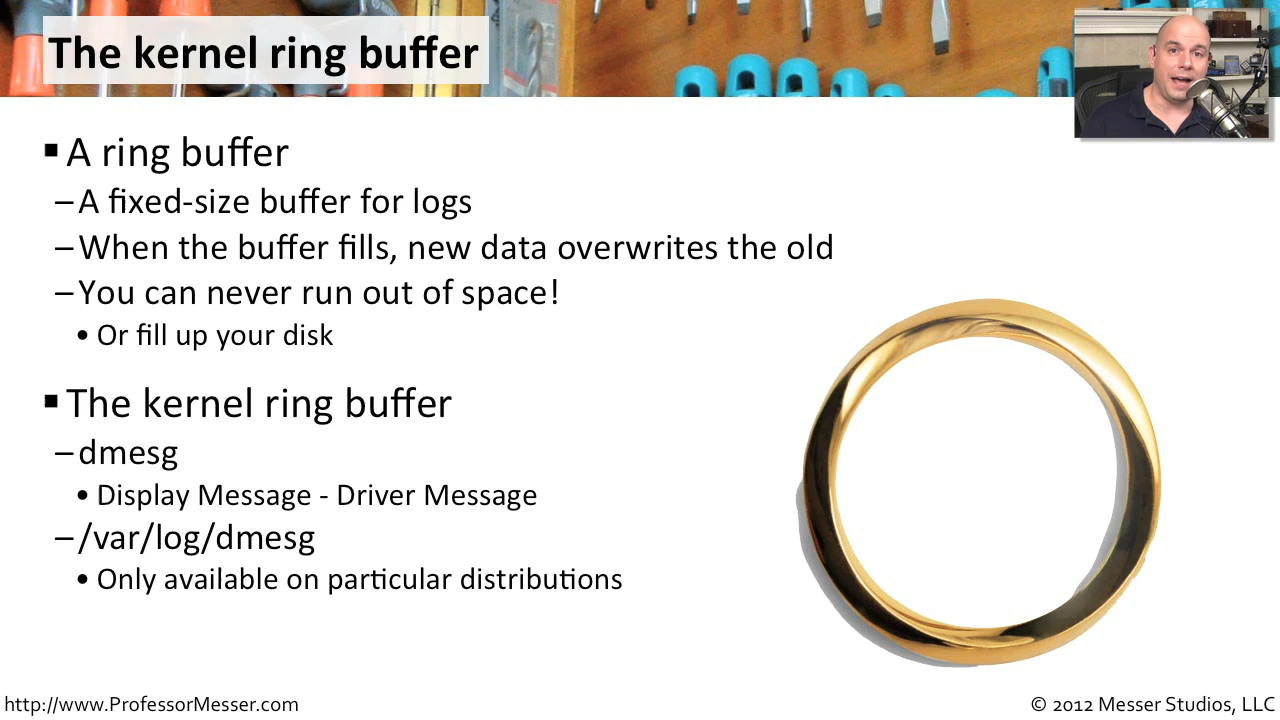 The kernel ring buffer
▪ A ring buffer
– A fixed-size buffer for logs
– When the buffer fills, new data overwrites the old
– You can never run out of space!
• Or fill up your disk
▪ The kernel ring buffer
– dmesg
• Display Message - Driver Message
– /var/log/dmesg
• Only available on particular distributions
http://www.ProfessorMesser.com
© 2012 Messer Studios, LLC